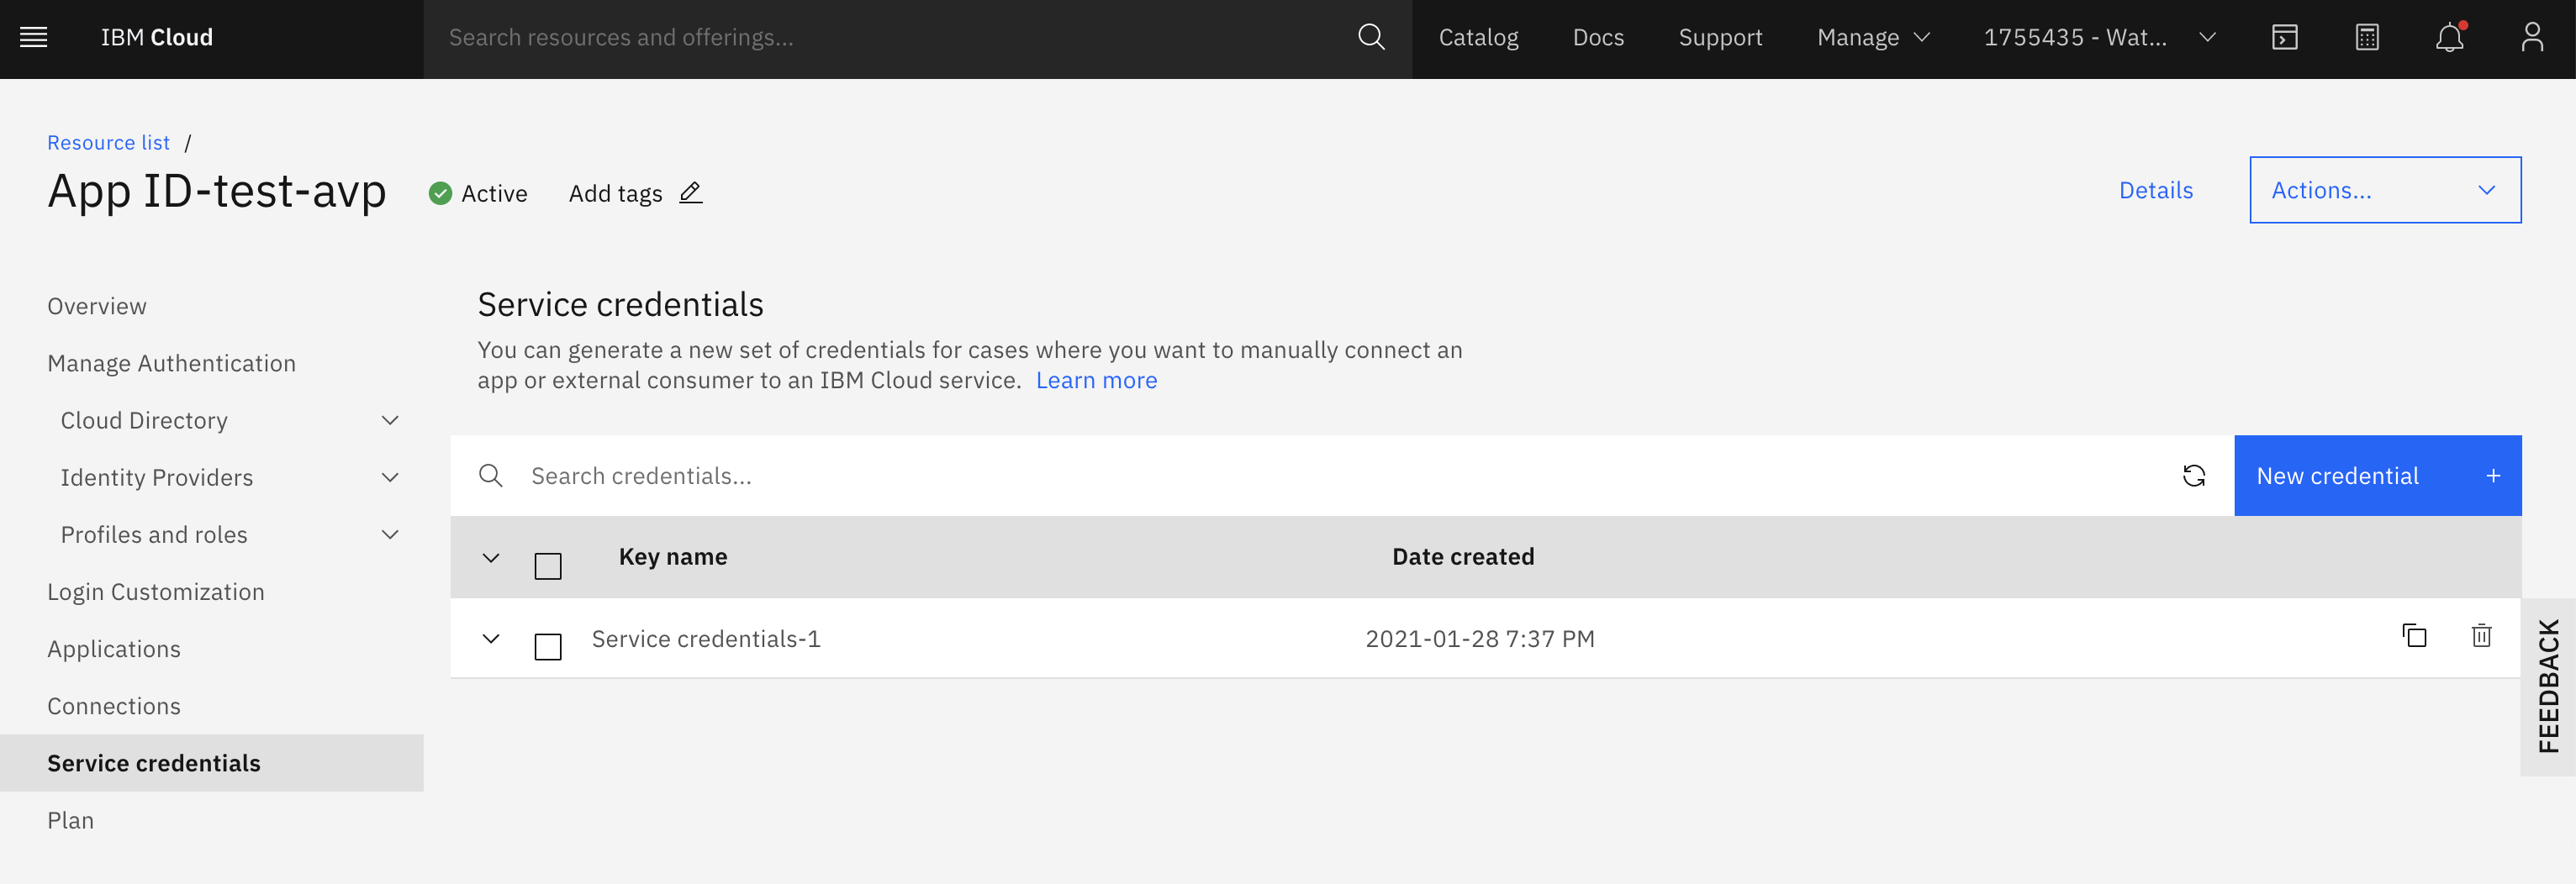 IBM Cloud
Search resources and offerings...
Catalog
Docs
Support
Manage
1755435 - Wat...
Resource list /
App ID-test-avp
Active
Add tags
Details
Actions...
Overview
Manage Authentication
Cloud Directory
Identity Providers
Profiles and roles
Login Customization
Applications
Connections
Service credentials
Plan
Service credentials
You can generate a new set of credentials for cases where you want to manually connect an
app or external consumer to an IBM Cloud service. Learn more
Search credentials...
New credential +
Key name
Date created
Service credentials-1
2021-01-28 7:37 PM
FEEDBACK